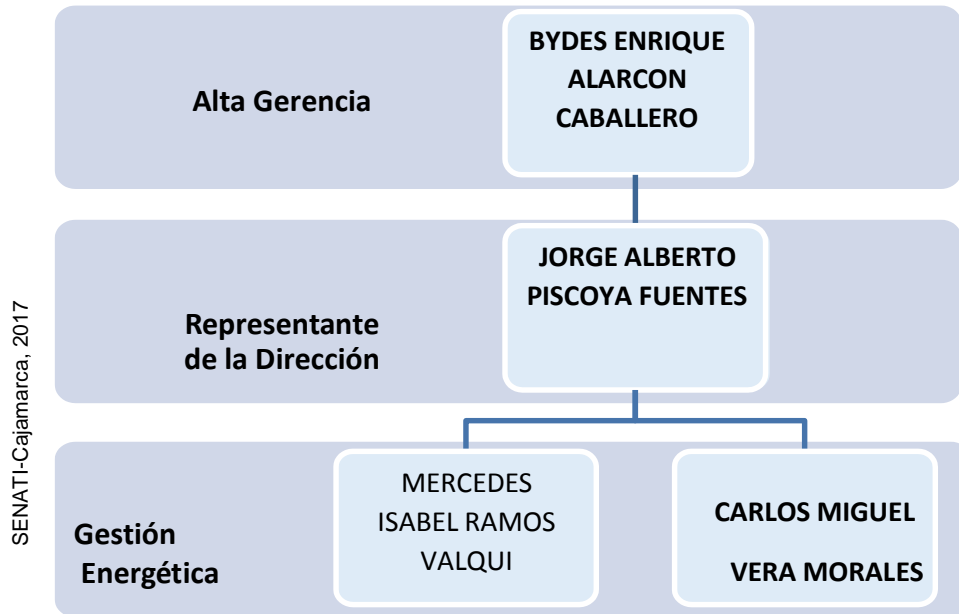 BYDES ENRIQUE
ALARCON
CABALLERO
Alta Gerencia
JORGE ALBERTO
PISCOYA FUENTES
Representante
de la Dirección
MERCEDES
ISABEL RAMOS
VALQUI
CARLOS MIGUEL
VERA MORALES
Gestión
Energética
SENATI-Cajamarca, 2017